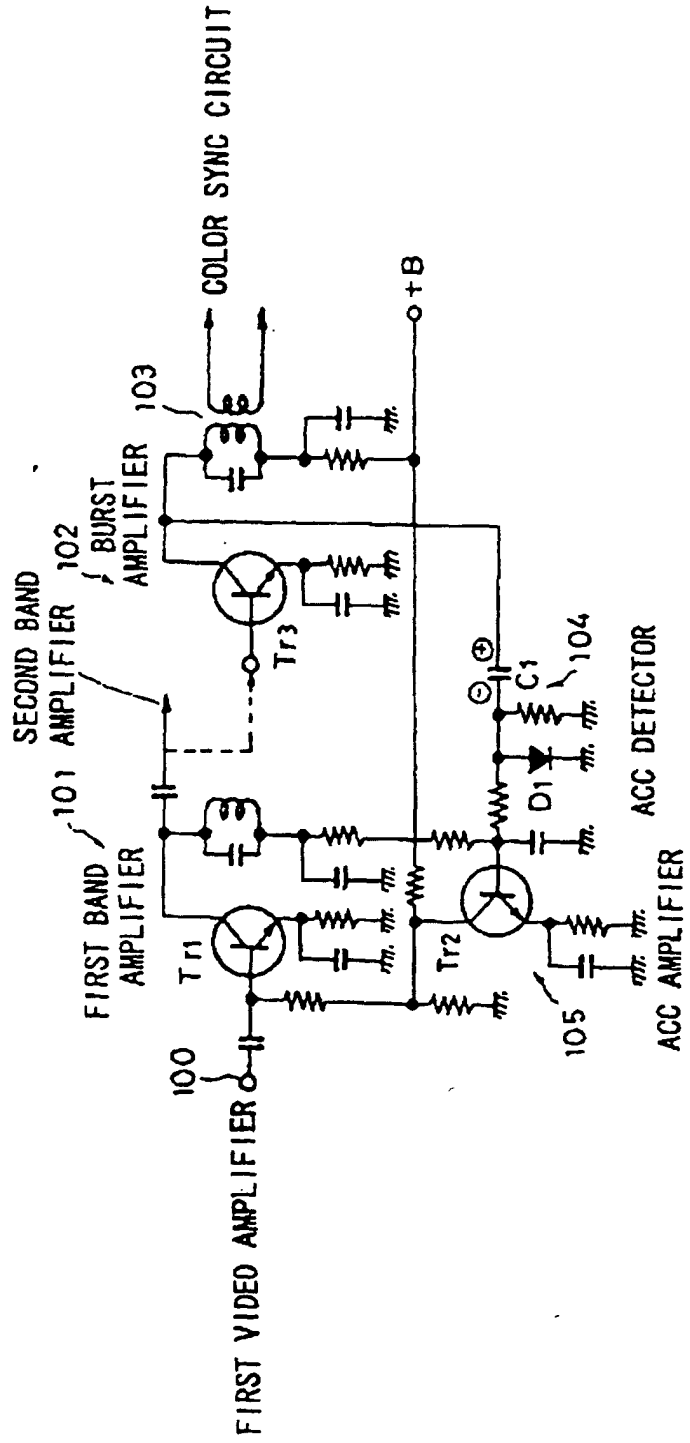 FIRST VIDEO AMPLIFIER
100
FIRST BAND
AMPLIFIER
101
SECOND BAND
AMPLIFIER
102
BURST
AMPLIFIER
103
COLOR SYNC CIRCUIT
Tr1
Tr3
+B
Tr2
D1
C1
⊖ ⊕
104
105
ACC AMPLIFIER
ACC DETECTOR